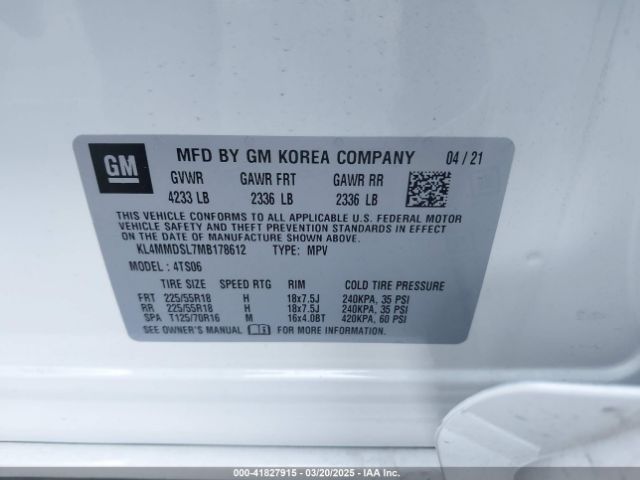 GM
MFD BY GM KOREA COMPANY 04 / 21
GVWR GAWR FRT GAWR RR
4233 LB 2336 LB 2336 LB
THIS VEHICLE CONFORMS TO ALL APPLICABLE U.S. FEDERAL MOTOR
VEHICLE SAFETY AND THEFT PREVENTION STANDARDS IN EFFECT
ON THE DATE OF MANUFACTURE SHOWN ABOVE.
KL4MMDSL7MB178612 TYPE: MPV
MODEL: 4TS06
TIRE SIZE SPEED RTG RIM COLD TIRE PRESSURE
FRT 225/55R18 H 18x7.5J 240KPA, 35 PSI
RR 225/55R18 H 18x7.5J 240KPA, 35 PSI
SPA T125/70R16 M 16x4.0BT 420KPA, 60 PSI
SEE OWNER'S MANUAL FOR MORE INFORMATION.
000-41827915 | 03/20/2025 | IAA Inc.